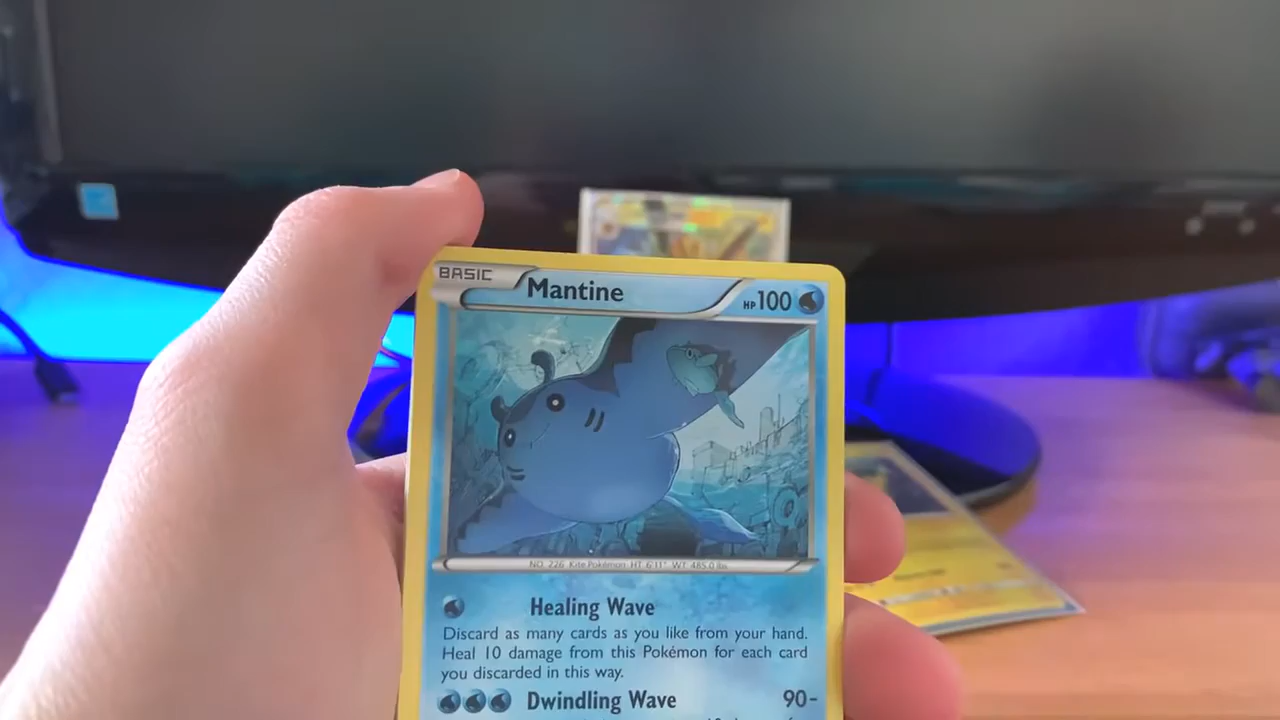 BASIC
Mantine
HP 100
NO. 226 Kite Pokémon HT: 6'11" WT: 485.0 lbs
Healing Wave
Discard as many cards as you like from your hand.
Heal 10 damage from this Pokémon for each card
you discarded in this way.
Dwindling Wave 90-